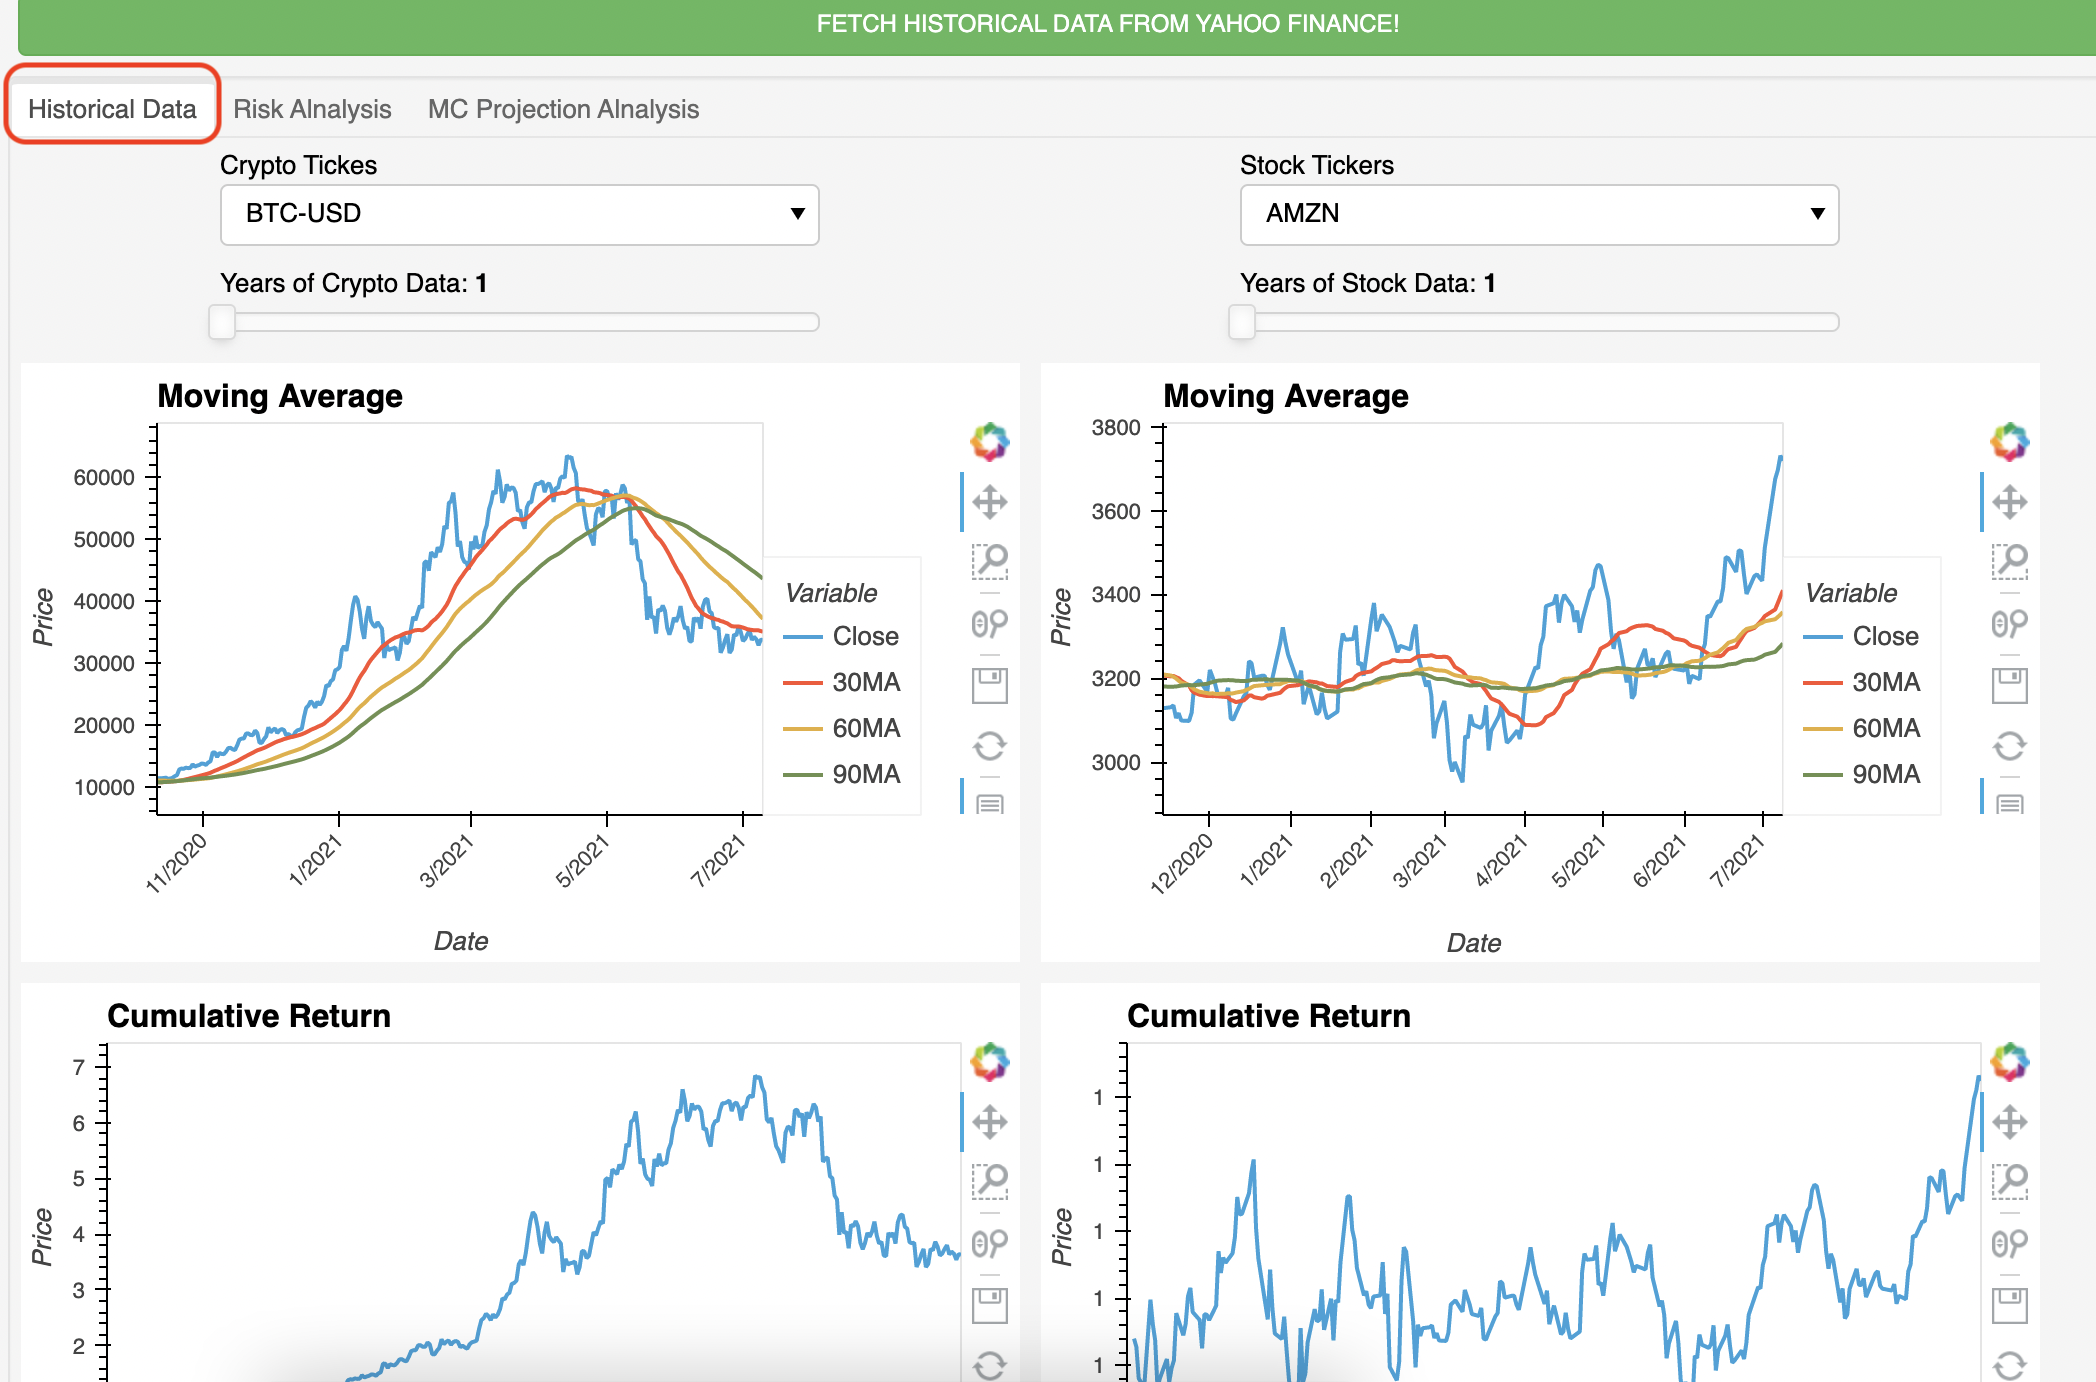 FETCH HISTORICAL DATA FROM YAHOO FINANCE!
Historical Data
Risk Alnalysis
MC Projection Alnalysis
Crypto Tickes
BTC-USD
Years of Crypto Data: 1
Stock Tickers
AMZN
Years of Stock Data: 1
Moving Average
Price
60000
50000
40000
30000
20000
10000
11/2020
1/2021
3/2021
5/2021
7/2021
Date
Variable
Close
30MA
60MA
90MA
Moving Average
Price
3800
3600
3400
3200
3000
12/2020
1/2021
2/2021
3/2021
4/2021
5/2021
6/2021
7/2021
Date
Variable
Close
30MA
60MA
90MA
Cumulative Return
Price
7
6
5
4
3
2
Cumulative Return
Price
1
1
1
1
1